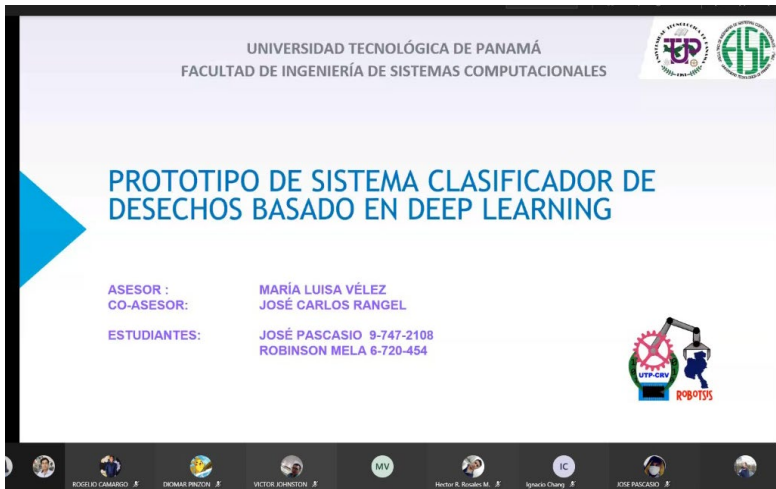 UNIVERSIDAD TECNOLÓGICA DE PANAMÁ
FACULTAD DE INGENIERÍA DE SISTEMAS COMPUTACIONALES
UTP
FISC
PROTOTIPO DE SISTEMA CLASIFICADOR DE
DESECHOS BASADO EN DEEP LEARNING
ASESOR : MARÍA LUISA VÉLEZ
CO-ASESOR: JOSÉ CARLOS RANGEL
ESTUDIANTES: JOSÉ PASCASIO 9-747-2108
ROBINSON MELA 6-720-454
UTP-CRV
ROBOTSIS
MV
IC
ROGELIO CAMARGO
DIOMAR PINZON
VICTOR JOHNSTON
Hector R. Rosales M.
Ignacio Chang
JOSE PASCASIO